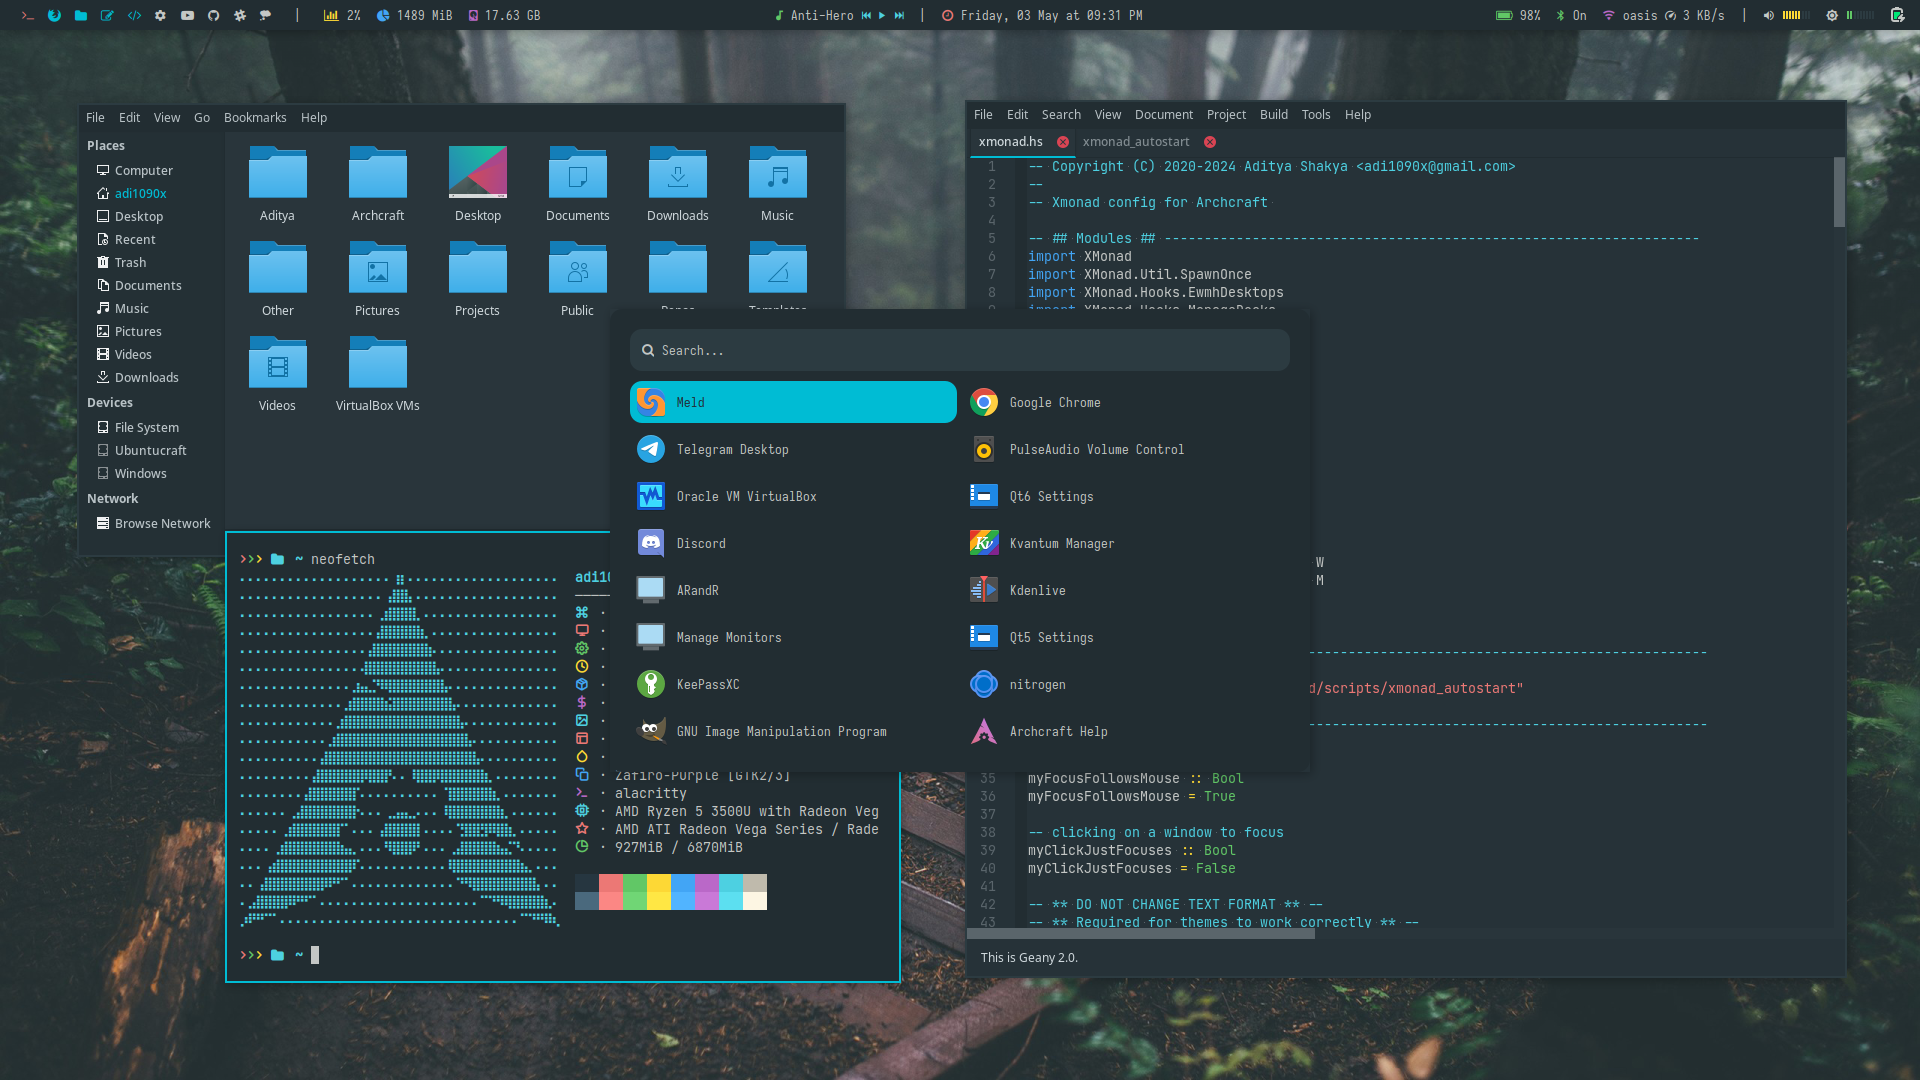 2% 1489 MiB 17.63 GB
Anti-Hero Friday, 03 May at 09:31 PM
98% On oasis 3 KB/s
File Edit View Go Bookmarks Help
Places
Computer
adi1090x
Desktop
Recent
Trash
Documents
Music
Pictures
Videos
Downloads
Devices
File System
Ubuntucraft
Windows
Network
Browse Network
Aditya Archcraft Desktop Documents Downloads Music
Other Pictures Projects Public
Videos VirtualBox VMs
>>> ~ neofetch
· Zafiro-Purple [GTK2/3]
· alacritty
· AMD Ryzen 5 3500U with Radeon Veg
· AMD ATI Radeon Vega Series / Rade
· 927MiB / 6870MiB
>>> ~
Search...
Meld
Google Chrome
Telegram Desktop
PulseAudio Volume Control
Oracle VM VirtualBox
Qt6 Settings
Discord
Kvantum Manager
ARandR
Kdenlive
Manage Monitors
Qt5 Settings
KeePassXC
nitrogen
GNU Image Manipulation Program
Archcraft Help
File Edit Search View Document Project Build Tools Help
xmonad.hs xmonad_autostart
1 -- Copyright (C) 2020-2024 Aditya Shakya <adi1090x@gmail.com>
2 --
3 -- Xmonad config for Archcraft
4
5 -- ## Modules ## -------------------------------------------------------------------
6 import XMonad
7 import XMonad.Util.SpawnOnce
8 import XMonad.Hooks.EwmhDesktops
W
M
d/scripts/xmonad_autostart"
35 myFocusFollowsMouse :: Bool
36 myFocusFollowsMouse = True
37
38 -- clicking on a window to focus
39 myClickJustFocuses :: Bool
40 myClickJustFocuses = False
41
42 -- ** DO NOT CHANGE TEXT FORMAT ** --
43 -- ** Required for themes to work correctly ** --
This is Geany 2.0.